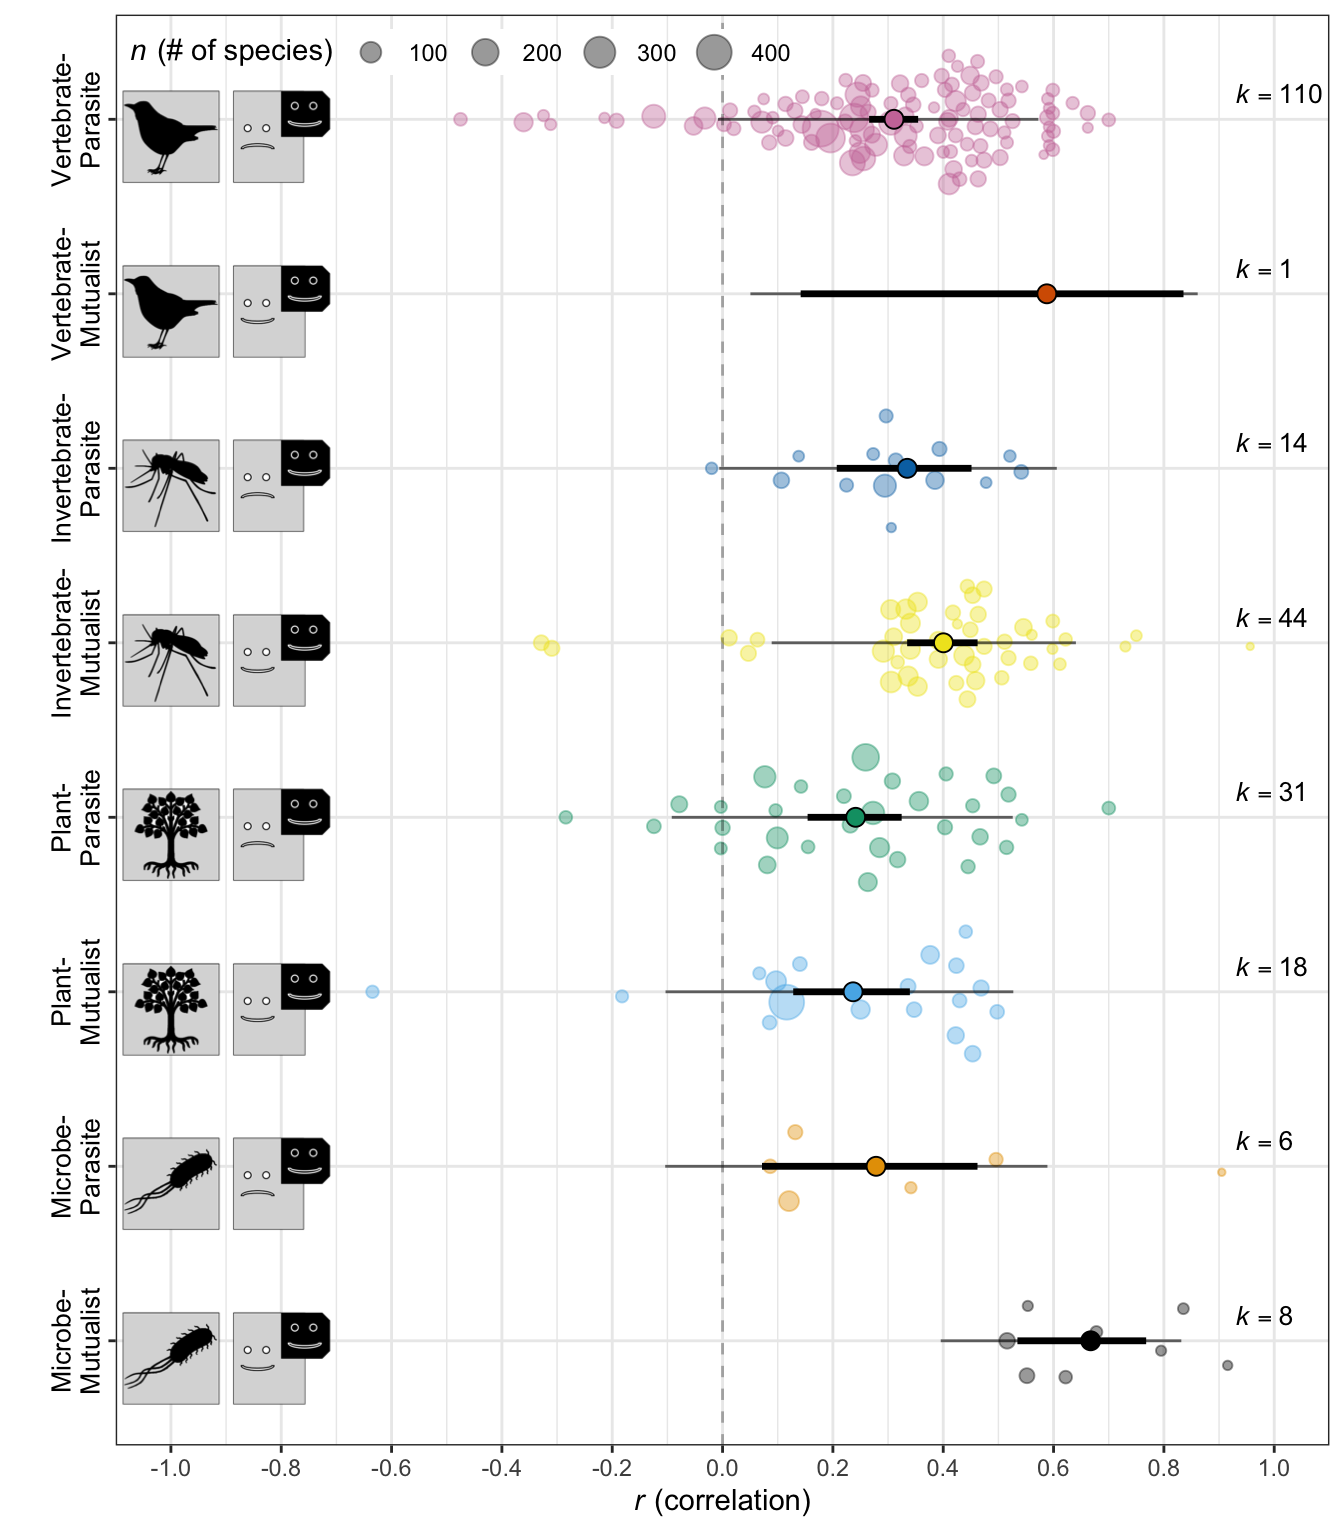 n (# of species) 100 200 300 400
Vertebrate-
Parasite
k = 110
Vertebrate-
Mutualist
k = 1
Invertebrate-
Parasite
k = 14
Invertebrate-
Mutualist
k = 44
Plant-
Parasite
k = 31
Plant-
Mutualist
k = 18
Microbe-
Parasite
k = 6
Microbe-
Mutualist
k = 8
-1.0 -0.8 -0.6 -0.4 -0.2 0.0 0.2 0.4 0.6 0.8 1.0
r (correlation)